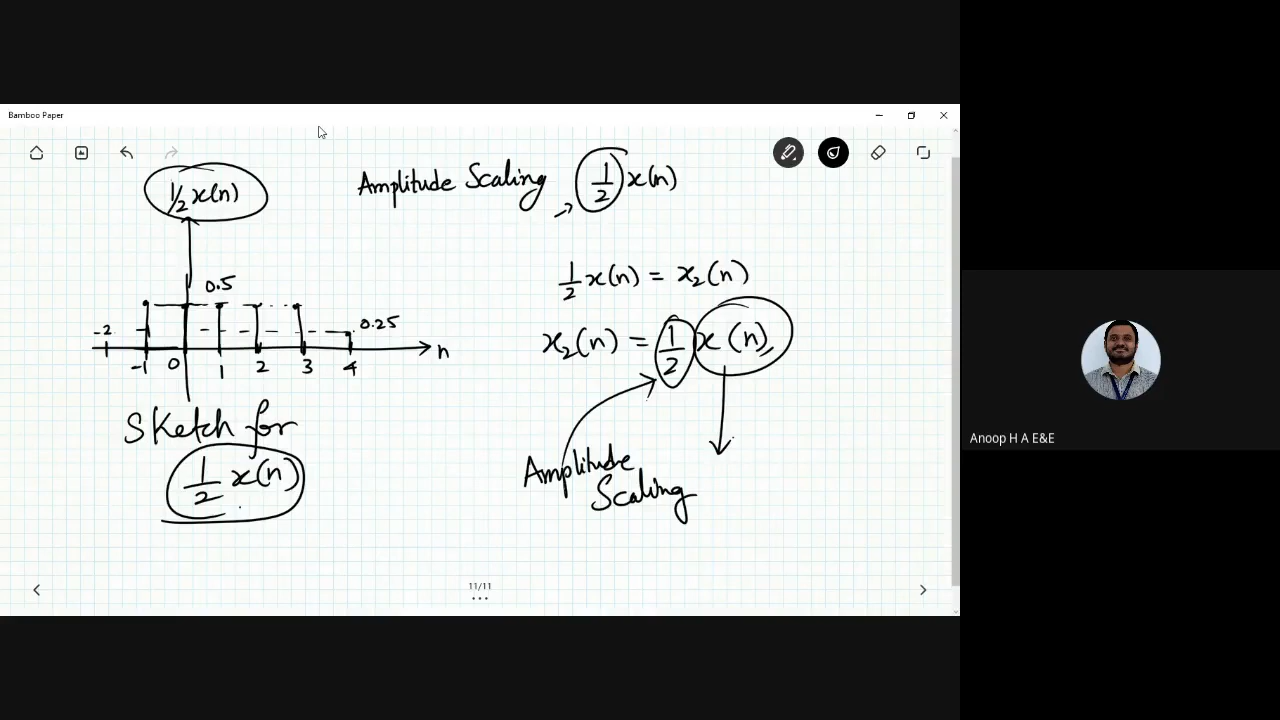 Bamboo Paper
1/2 x(n)
Amplitude Scaling 1/2 x(n)
0.5
1/2 x(n) = x₂(n)
0.25
-2 -1 0 1 2 3 4 n
x₂(n) = 1/2 x(n)
Sketch for
1/2 x(n)
Amplitude
Scaling
Anoop H A E&E
11/11